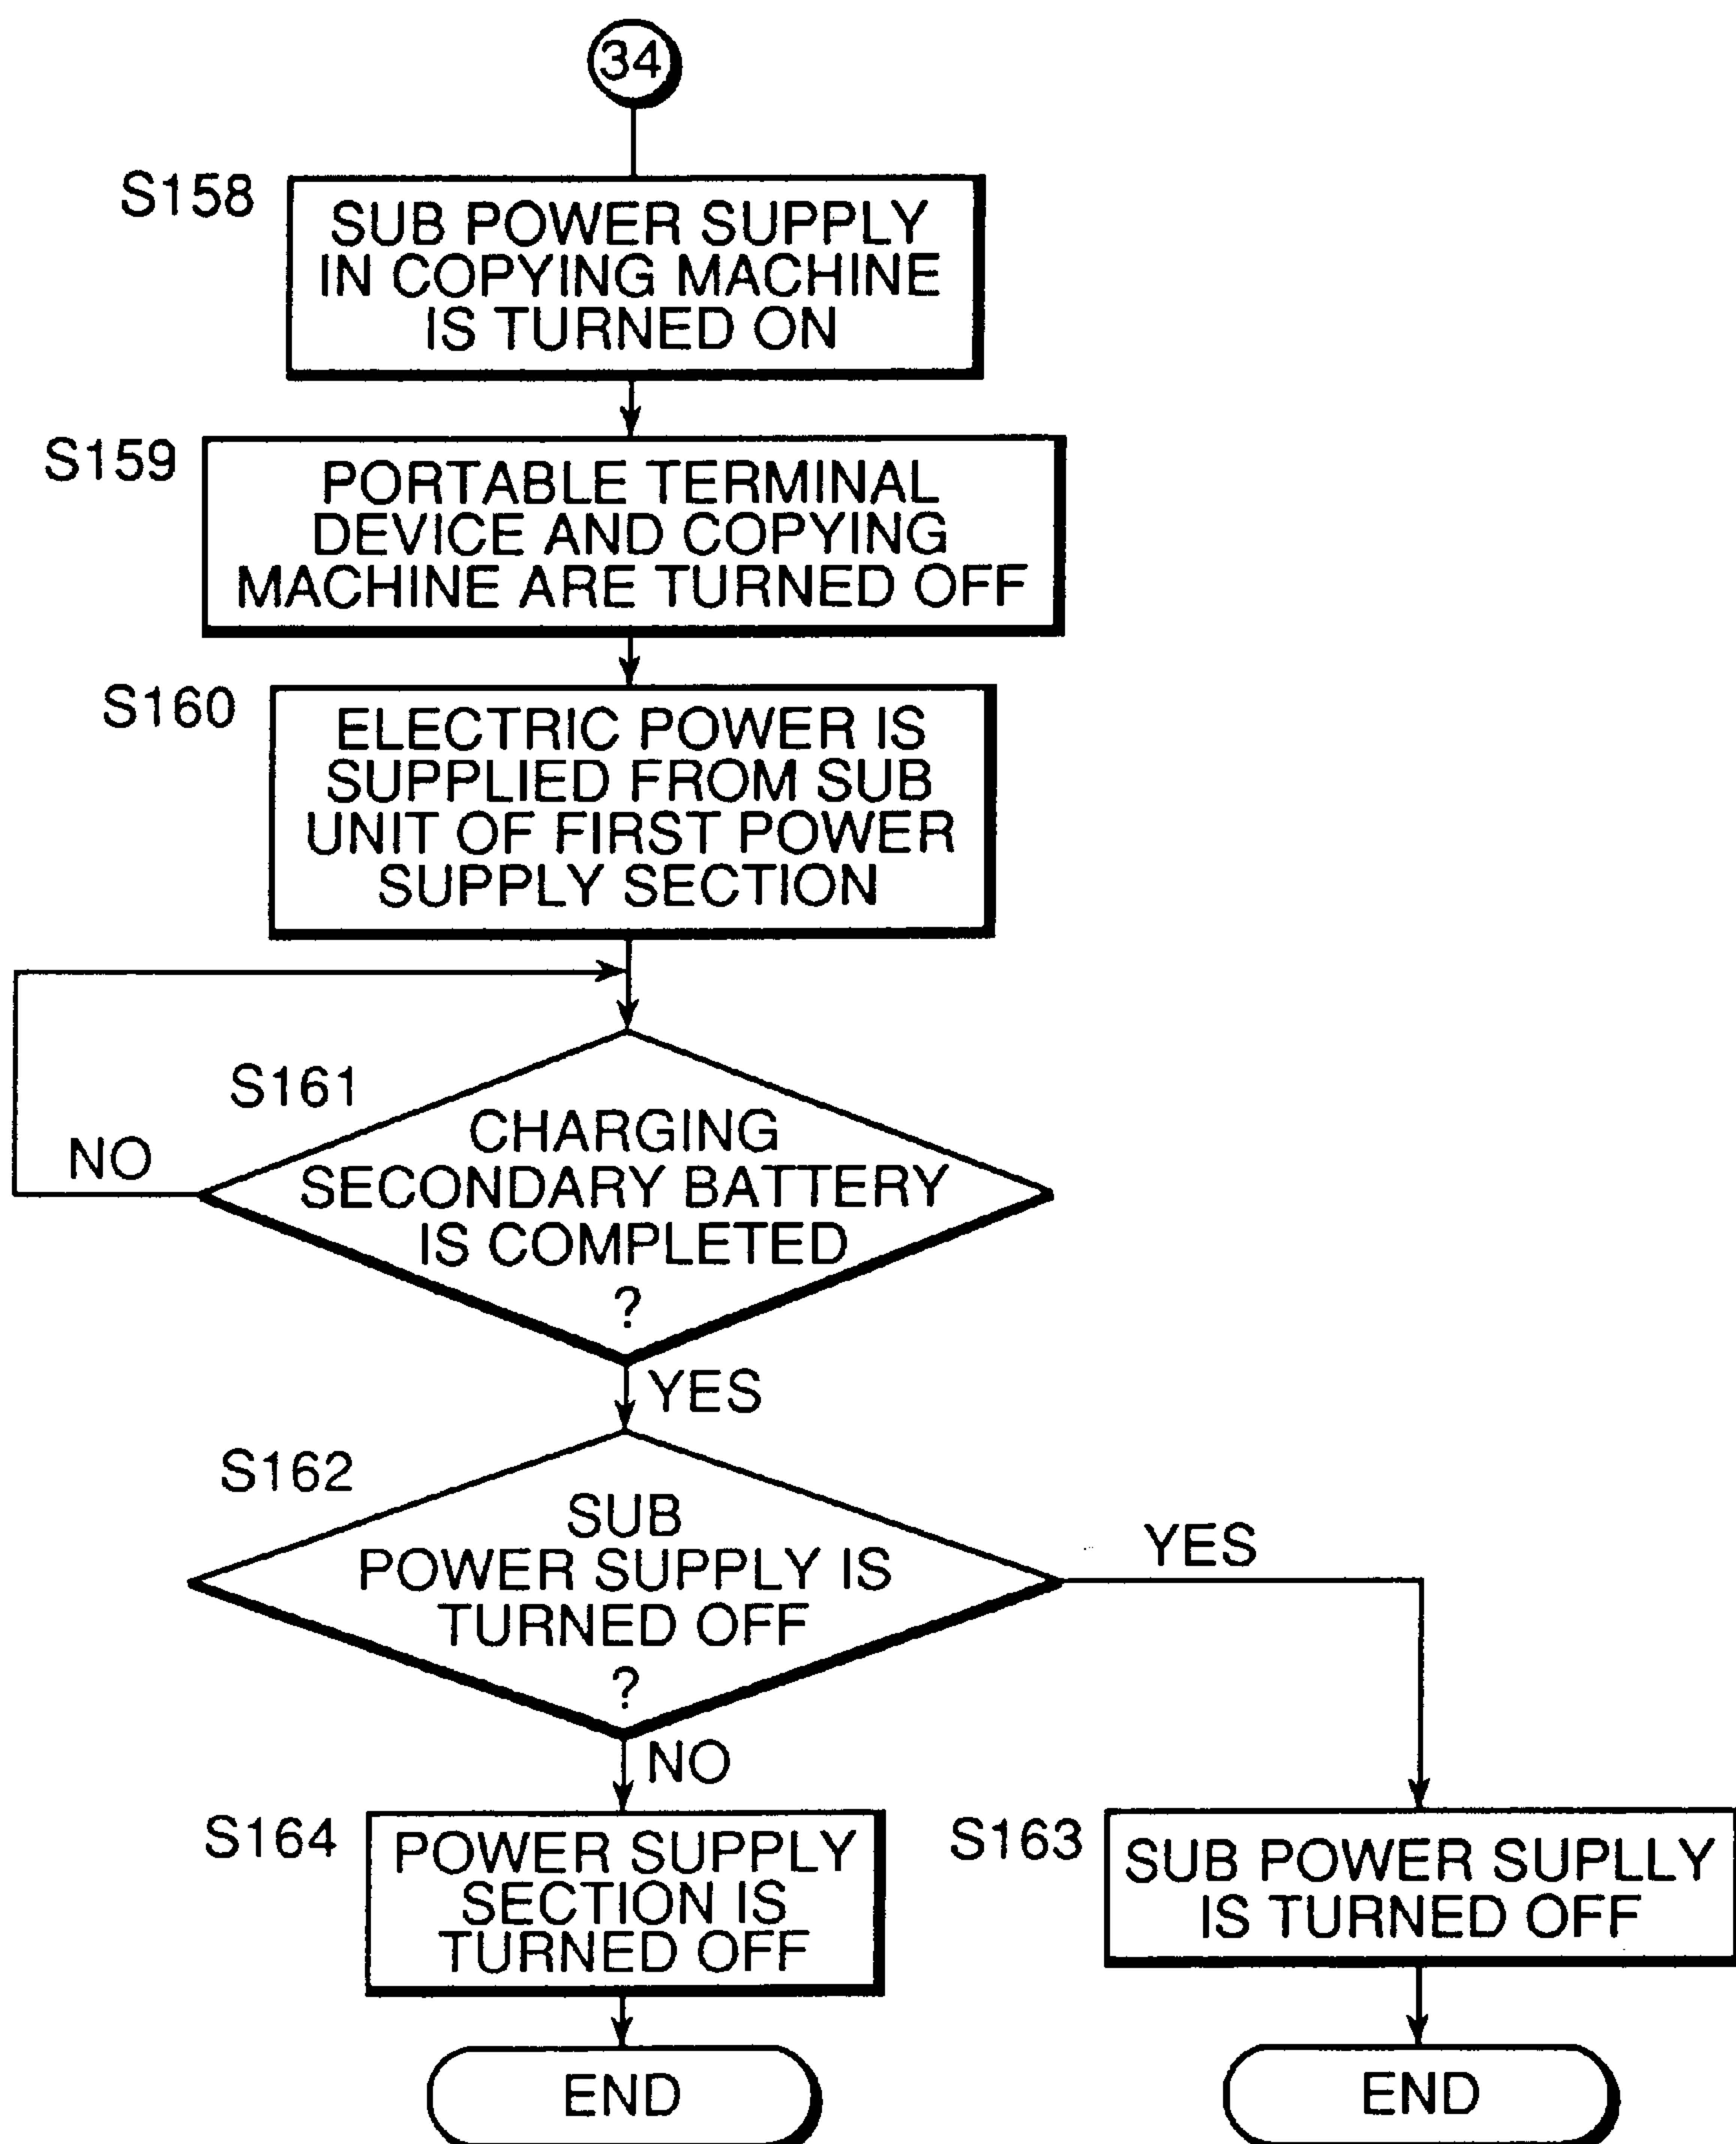 34
S158
SUB POWER SUPPLY
IN COPYING MACHINE
IS TURNED ON
S159
PORTABLE TERMINAL
DEVICE AND COPYING
MACHINE ARE TURNED OFF
S160
ELECTRIC POWER IS
SUPPLIED FROM SUB
UNIT OF FIRST POWER
SUPPLY SECTION
S161
CHARGING
SECONDARY BATTERY
IS COMPLETED
?
NO
YES
S162
SUB
POWER SUPPLY IS
TURNED OFF
?
YES
NO
S164
POWER SUPPLY
SECTION IS
TURNED OFF
S163
SUB POWER SUPLLY
IS TURNED OFF
END
END